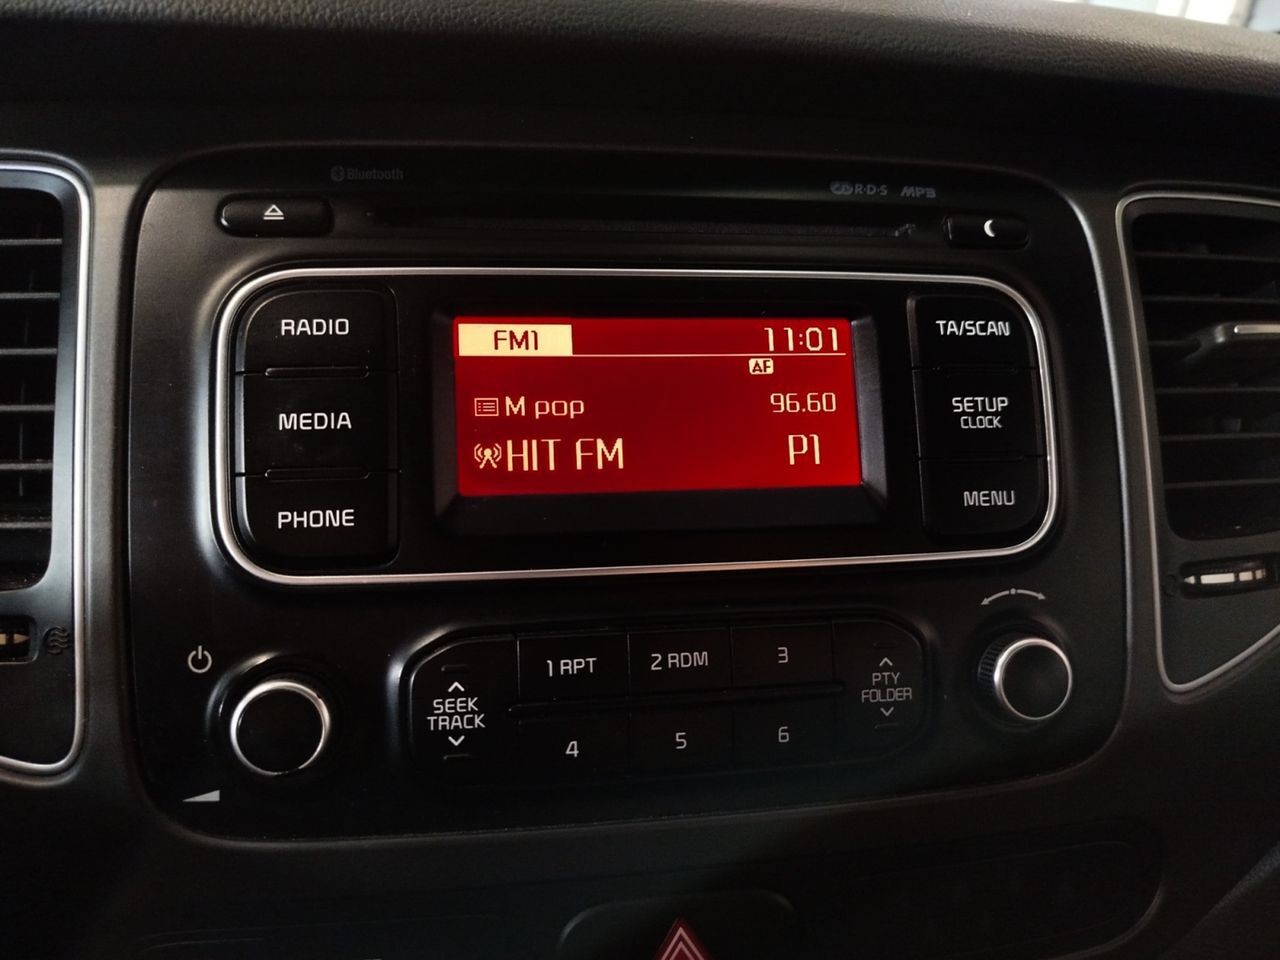 Bluetooth
R·D·S MP3
RADIO
MEDIA
PHONE
FM1 11:01
AF
M pop 96.60
HIT FM P1
TA/SCAN
SETUP
CLOCK
MENU
SEEK
TRACK
1 RPT
2 RDM
3
4
5
6
PTY
FOLDER